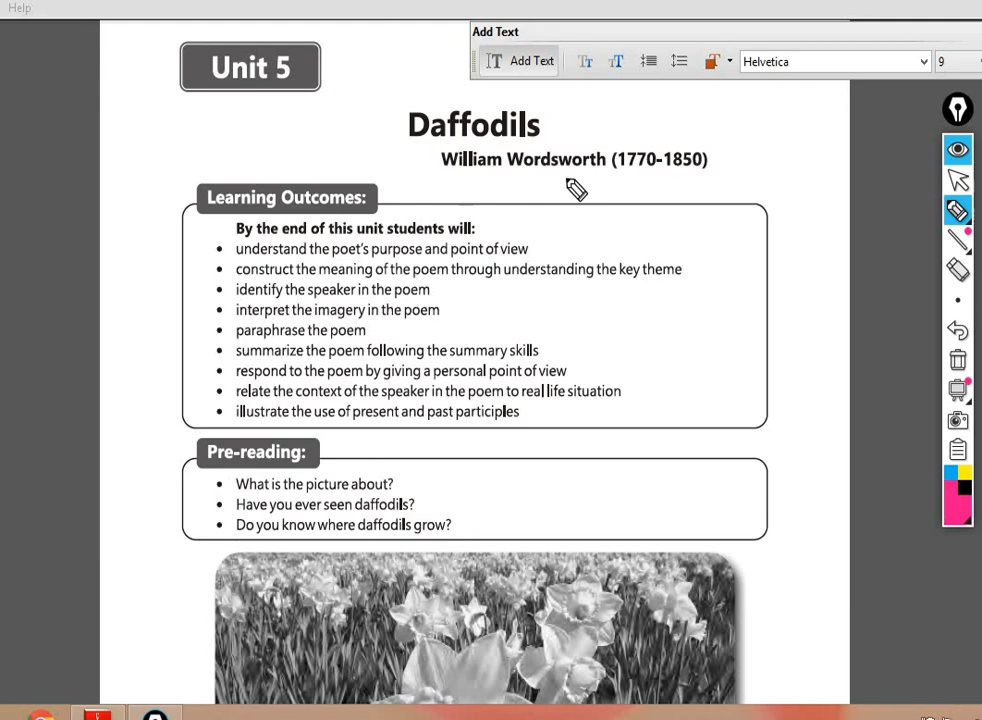 Help
Add Text
Add Text
Helvetica
9
Unit 5
Daffodils
William Wordsworth (1770-1850)
Learning Outcomes:
By the end of this unit students will:
• understand the poet's purpose and point of view
• construct the meaning of the poem through understanding the key theme
• identify the speaker in the poem
• interpret the imagery in the poem
• paraphrase the poem
• summarize the poem following the summary skills
• respond to the poem by giving a personal point of view
• relate the context of the speaker in the poem to real life situation
• illustrate the use of present and past participles
Pre-reading:
• What is the picture about?
• Have you ever seen daffodils?
• Do you know where daffodils grow?